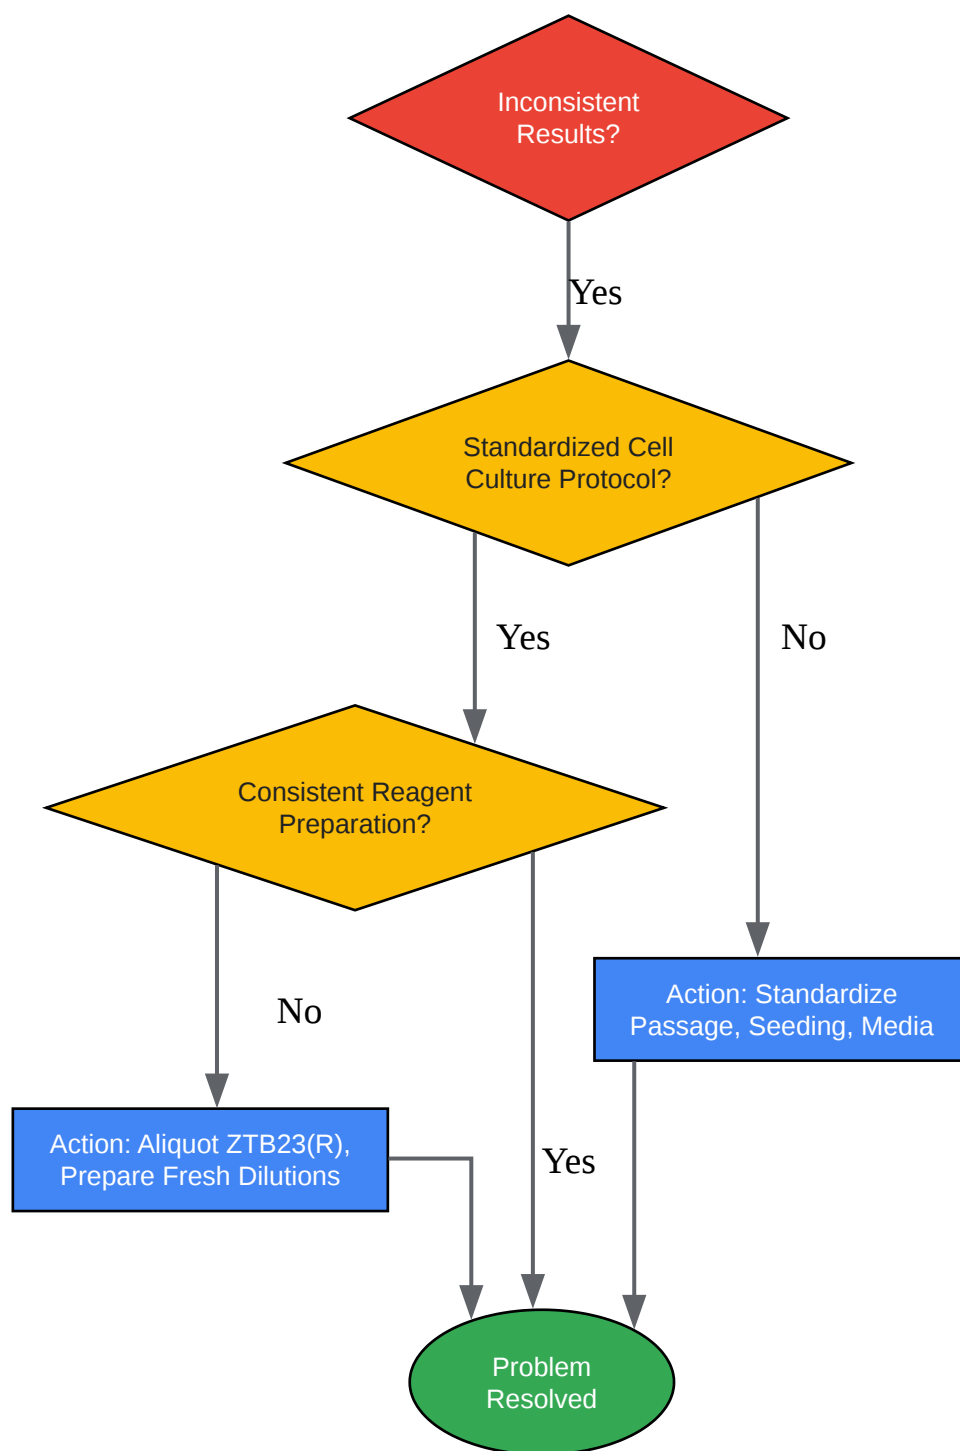 Inconsistent
Results?
Yes
Standardized Cell
Culture Protocol?
Yes
No
Consistent Reagent
Preparation?
No
Action: Standardize
Passage, Seeding, Media
Action: Aliquot ZTB23(R),
Prepare Fresh Dilutions
Yes
Problem
Resolved